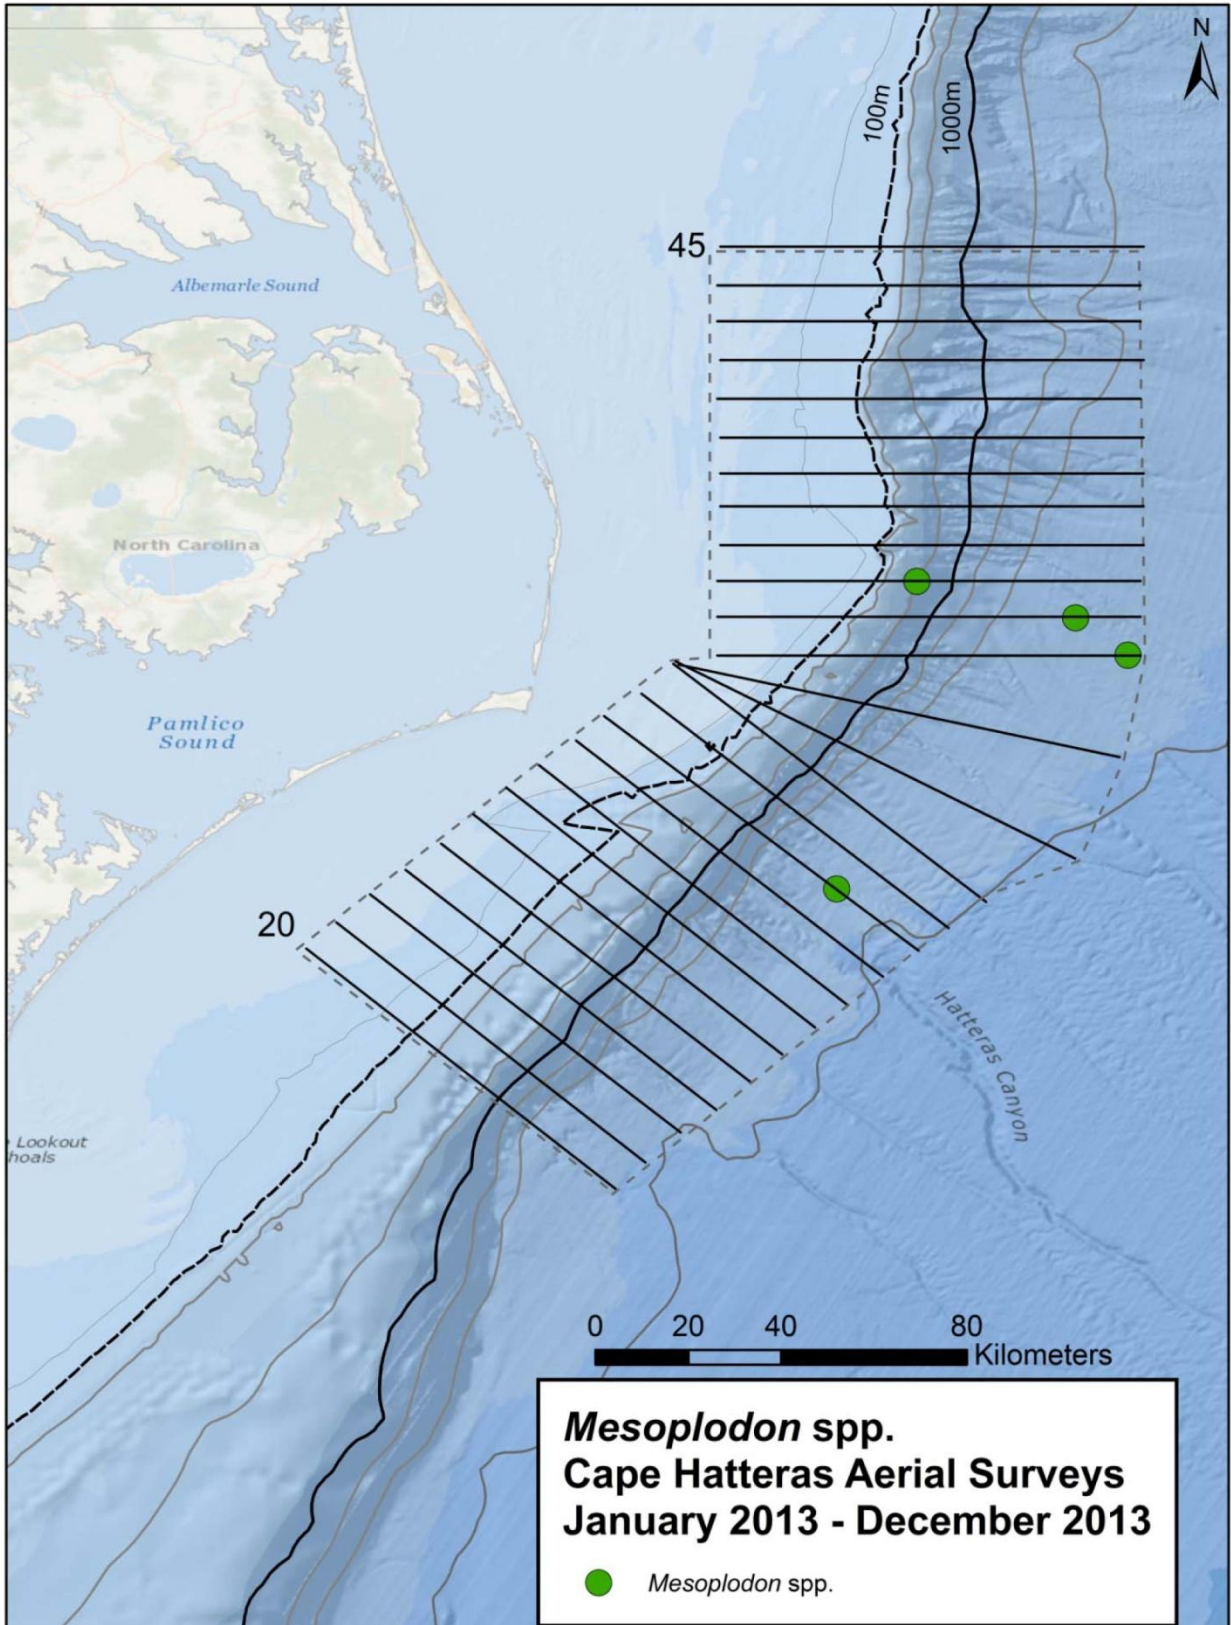 N
100m
1000m
45
Albemarle Sound
North Carolina
Pamlico
Sound
20
Hatteras Canyon
Lookout
hoals
0 20 40 80
Kilometers
Mesoplodon spp.
Cape Hatteras Aerial Surveys
January 2013 - December 2013
Mesoplodon spp.